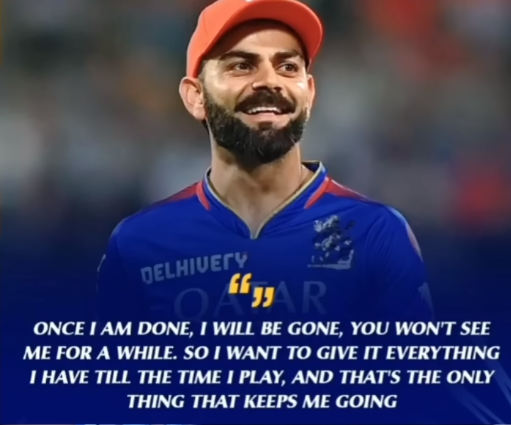 DELHIVERY
QATAR
“„
ONCE I AM DONE, I WILL BE GONE, YOU WON'T SEE
ME FOR A WHILE. SO I WANT TO GIVE IT EVERYTHING
I HAVE TILL THE TIME I PLAY, AND THAT'S THE ONLY
THING THAT KEEPS ME GOING